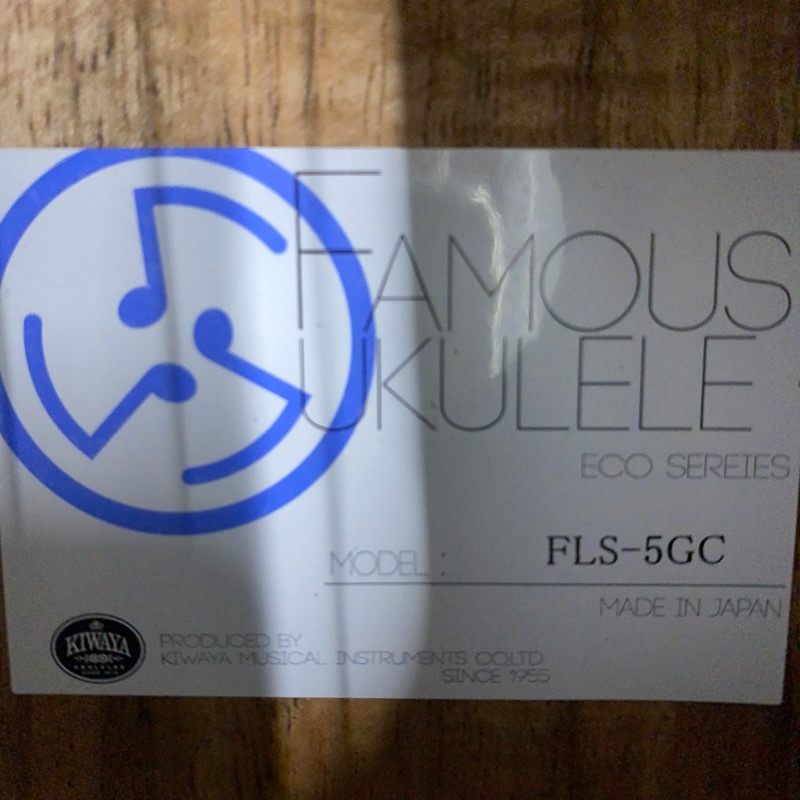 FAMOUS
UKULELE
ECO SEREIES
MODEL : FLS-5GC
MADE IN JAPAN
KIWAYA
PRODUCED BY
KIWAYA MUSICAL INSTRUMENTS CO.LTD
SINCE 1955